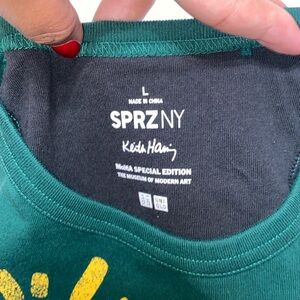 L
MADE IN CHINA
SPRZ NY
Keith Haring
MoMA SPECIAL EDITION
THE MUSEUM OF MODERN ART
UNI
QLO